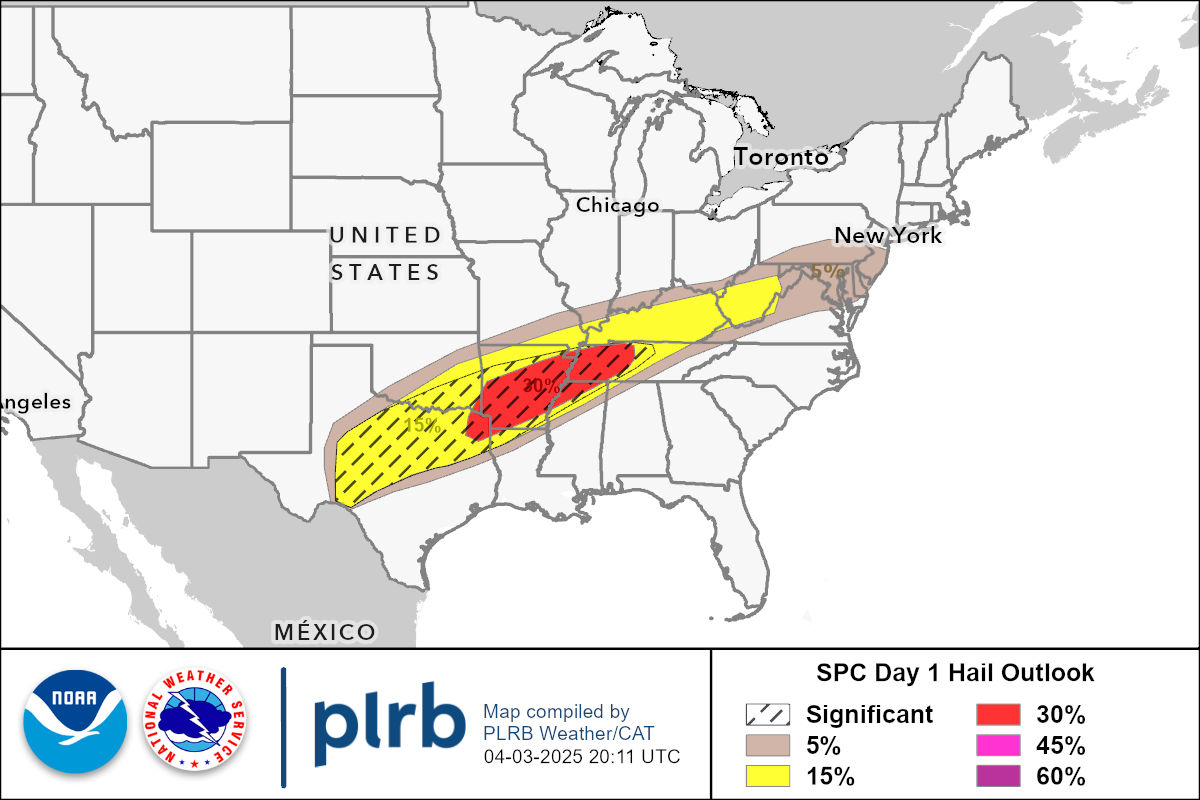 Toronto
Chicago
New York
UNITED
STATES
5%
30%
Angeles
15%
MÉXICO
NOAA
NATIONAL WEATHER SERVICE
plrb
Map compiled by
PLRB Weather/CAT
04-03-2025 20:11 UTC
SPC Day 1 Hail Outlook
Significant
5%
15%
30%
45%
60%